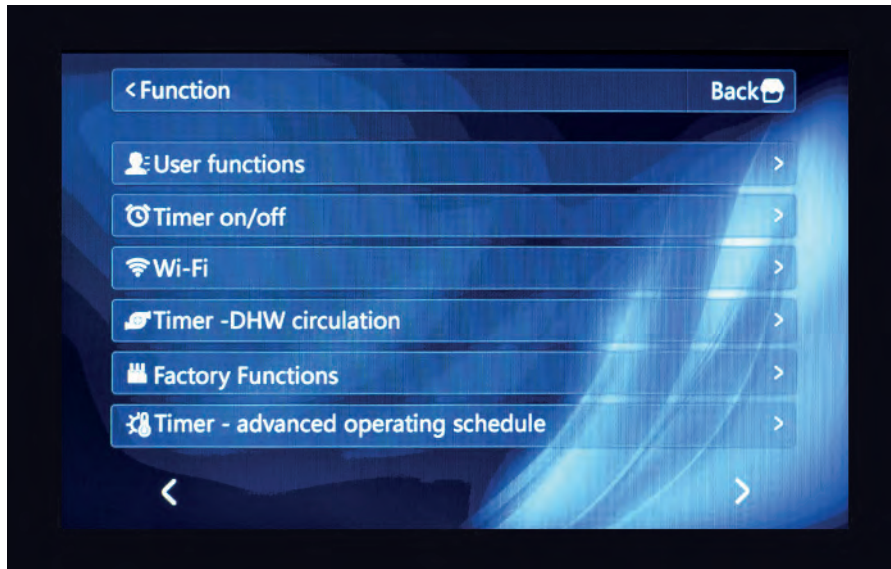 <Function Back
User functions >
Timer on/off >
Wi-Fi >
Timer -DHW circulation >
Factory Functions >
Timer - advanced operating schedule >
< >